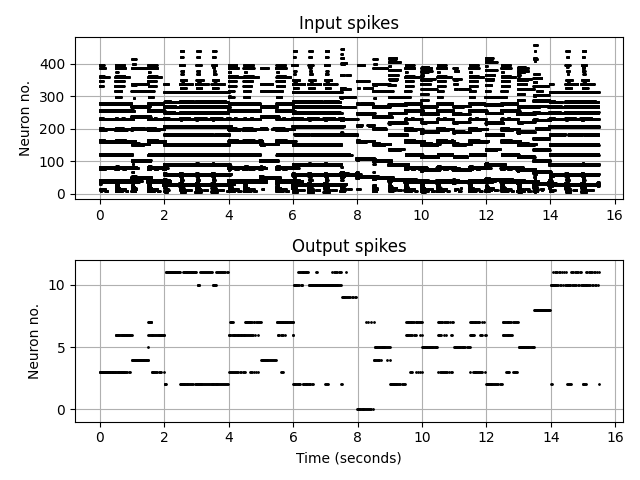 Input spikes
Neuron no.
400
300
200
100
0
0 2 4 6 8 10 12 14 16
Output spikes
Neuron no.
10
5
0
0 2 4 6 8 10 12 14 16
Time (seconds)